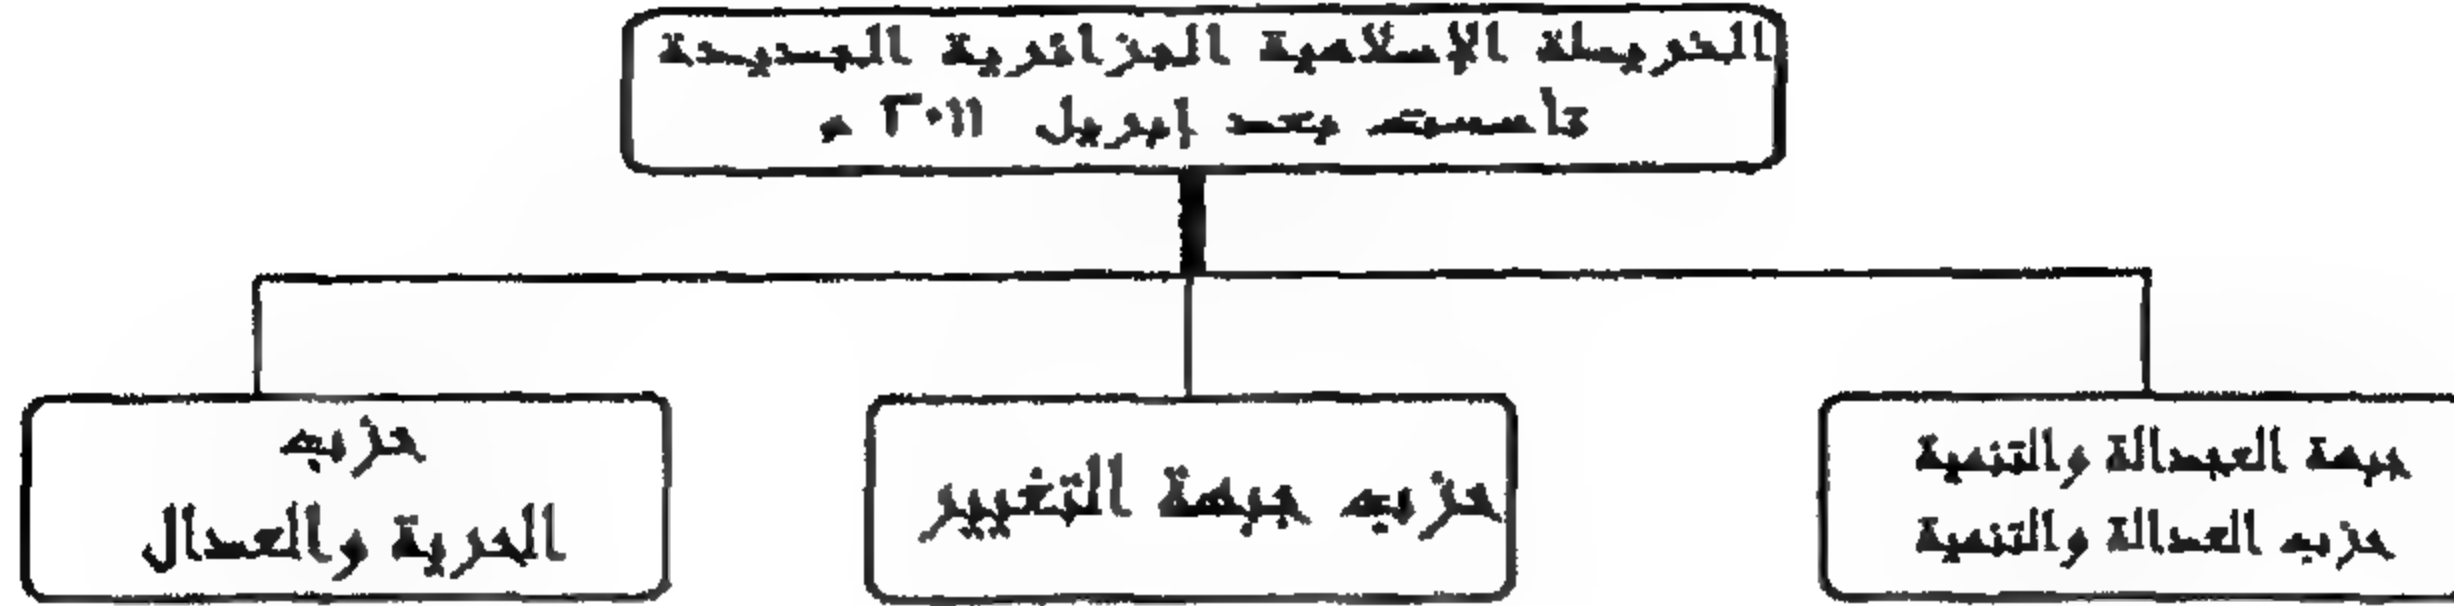 الخريطة الإسلامية الجزائرية الجديدة
تأسست بعد إبريل ٢٠١١ م
جبهة العدالة والتنمية
حزب العدالة والتنمية
حزب جبهة التغيير
حزب
الحرية والعدال